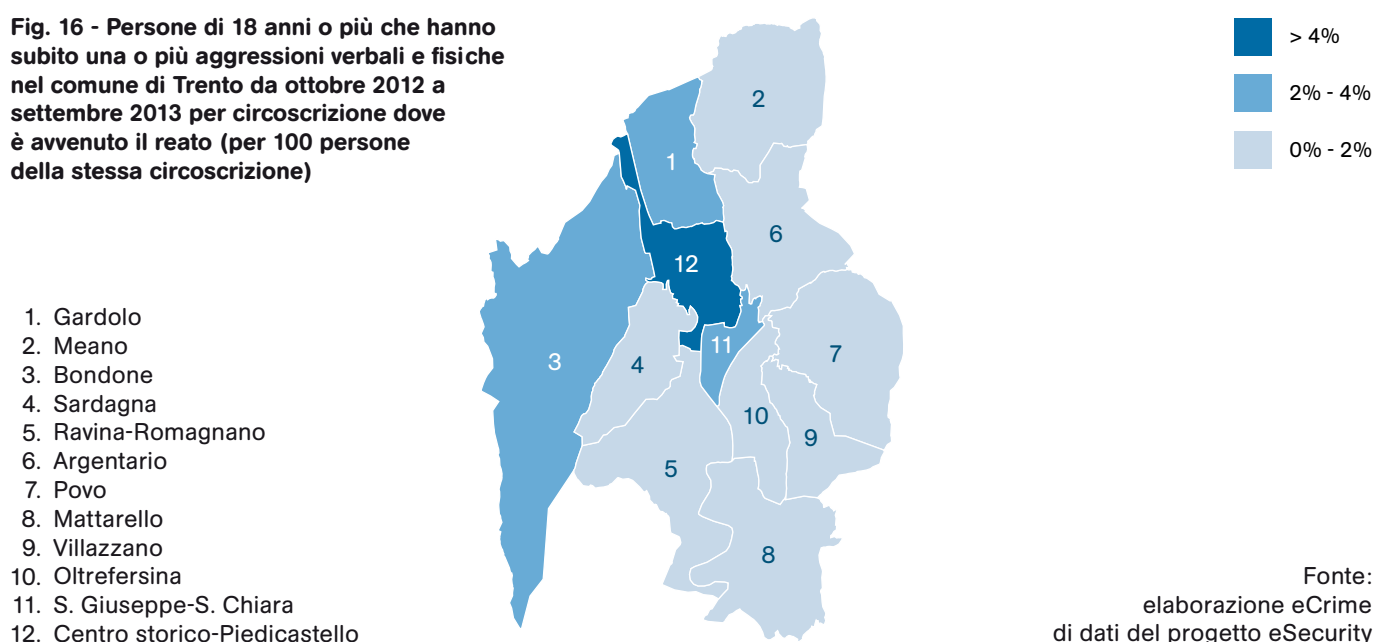 Fig. 16 - Persone di 18 anni o più che hanno
subito una o più aggressioni verbali e fisiche
nel comune di Trento da ottobre 2012 a
settembre 2013 per circoscrizione dove
è avvenuto il reato (per 100 persone
della stessa circoscrizione)
> 4%
2% - 4%
0% - 2%
2
1
6
12
3
4
11
7
10
9
5
8
1. Gardolo
2. Meano
3. Bondone
4. Sardagna
5. Ravina-Romagnano
6. Argentario
7. Povo
8. Mattarello
9. Villazzano
10. Oltrefersina
11. S. Giuseppe-S. Chiara
12. Centro storico-Piedicastello
Fonte:
elaborazione eCrime
di dati del progetto eSecurity